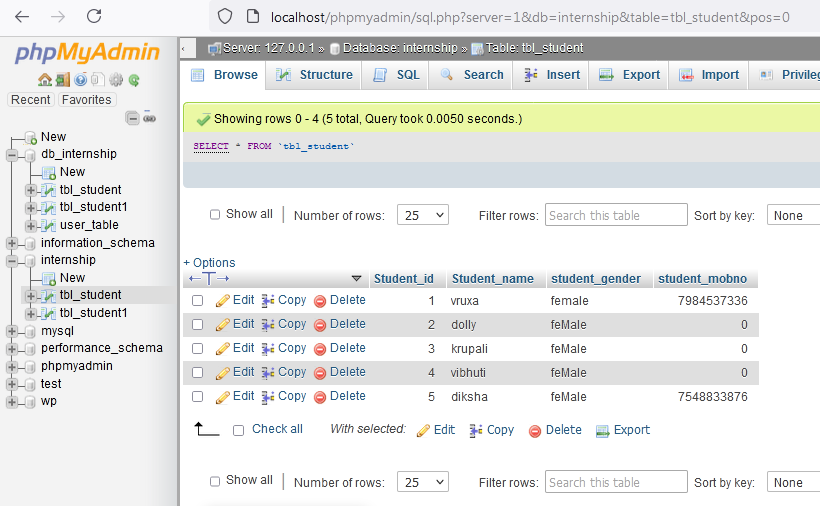 localhost/phpmyadmin/sql.php?server=1&db=internship&table=tbl_student&pos=0
phpMyAdmin
Recent Favorites
New
db_internship
New
tbl_student
tbl_student1
user_table
information_schema
internship
New
tbl_student
tbl_student1
mysql
performance_schema
phpmyadmin
test
wp
Server: 127.0.0.1 » Database: internship » Table: tbl_student
Browse Structure SQL Search Insert Export Import Privileg
Showing rows 0 - 4 (5 total, Query took 0.0050 seconds.)
SELECT * FROM `tbl_student`
Show all Number of rows: 25 Filter rows: Search this table Sort by key: None
+ Options
Student_id Student_name student_gender student_mobno
Edit Copy Delete 1 vruxa female 7984537336
Edit Copy Delete 2 dolly feMale 0
Edit Copy Delete 3 krupali feMale 0
Edit Copy Delete 4 vibhuti feMale 0
Edit Copy Delete 5 diksha feMale 7548833876
Check all With selected: Edit Copy Delete Export
Show all Number of rows: 25 Filter rows: Search this table Sort by key: None